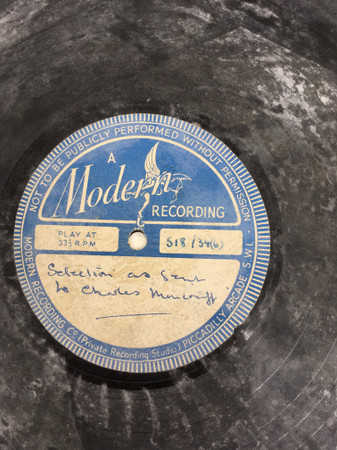 NOT TO BE PUBLICLY PERFORMED WITHOUT PERMISSION
A
Modern
RECORDING
PLAY AT
33⅓ R.P.M
518/34(6)
Selection as sent
to Charles
MODERN RECORDING Co (Private Recording Studio) PICCADILLY ARCADE. S.W.1.